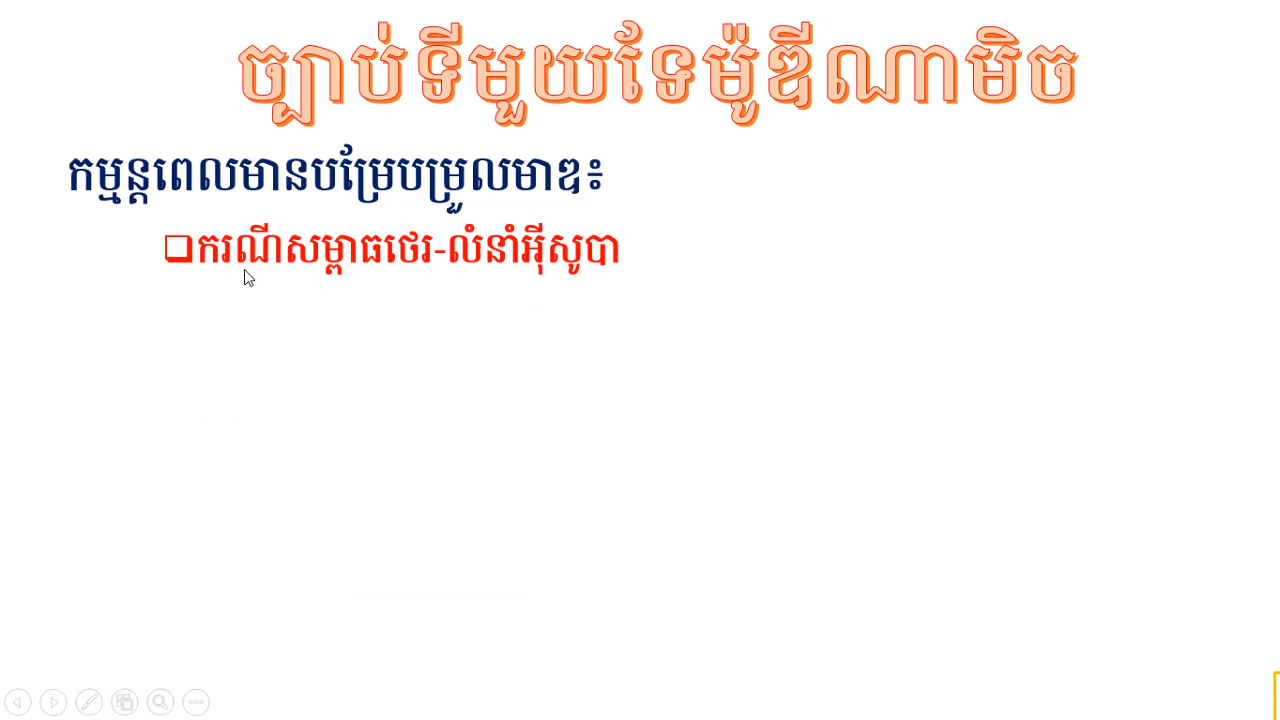 ច្បាប់ទីមួយទែម៉ូឌីណាមិច
កម្មន្តពេលមានបម្រែបម្រួលមាឌ៖
❑ករណីសម្ពាធថេរ-លំនាំអ៊ីសូបា